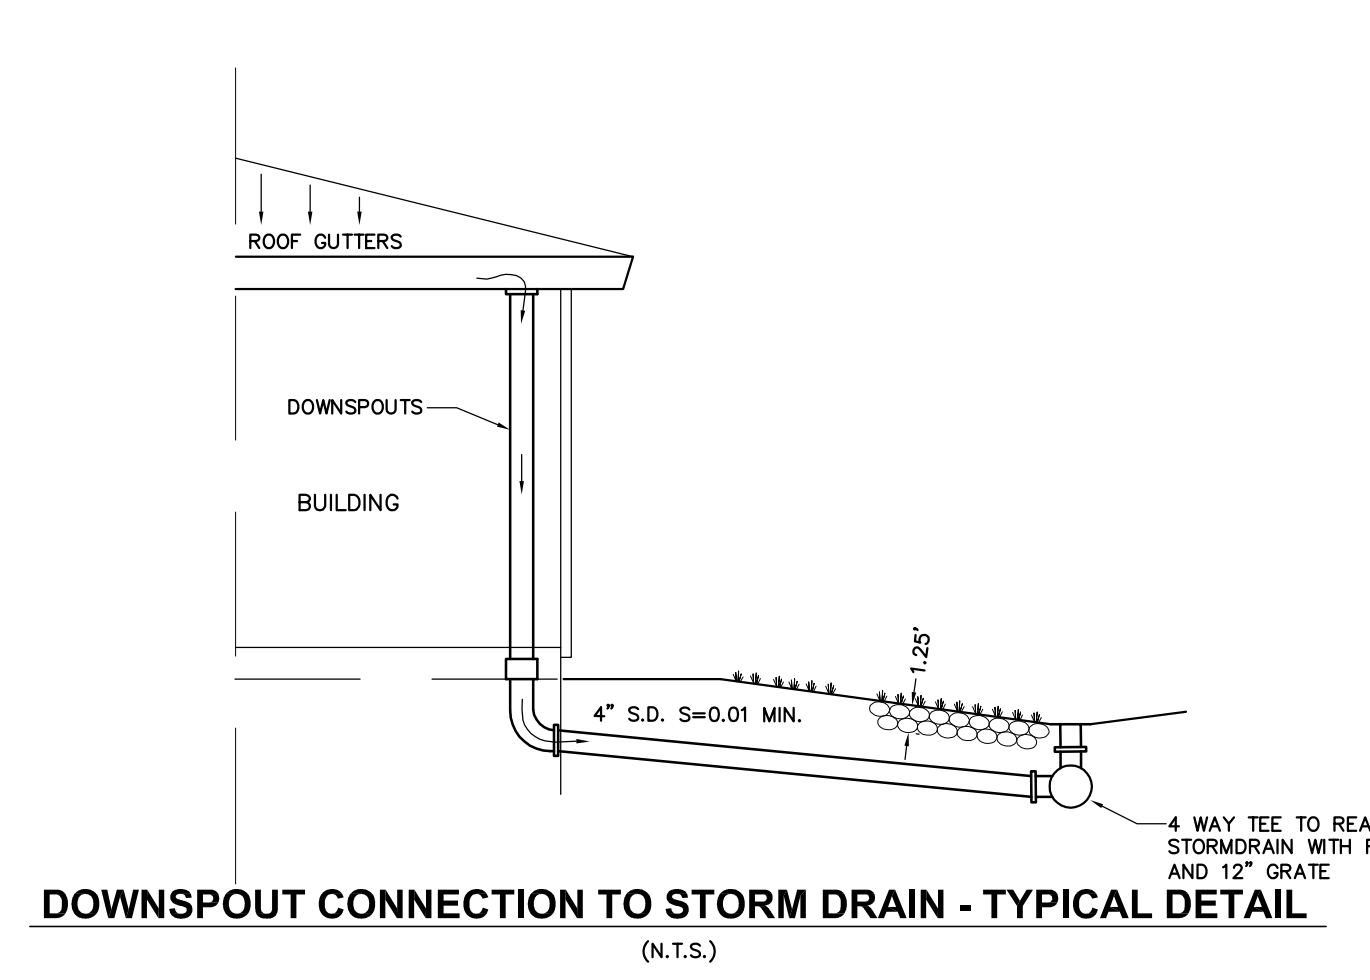 ROOF GUTTERS
DOWNSPOUTS
BUILDING
1.25'
4” S.D. S=0.01 MIN.
4 WAY TEE TO
STORMDRAIN WITH
AND 12” GRATE
DOWNSPOUT CONNECTION TO STORM DRAIN - TYPICAL DETAIL
(N.T.S.)